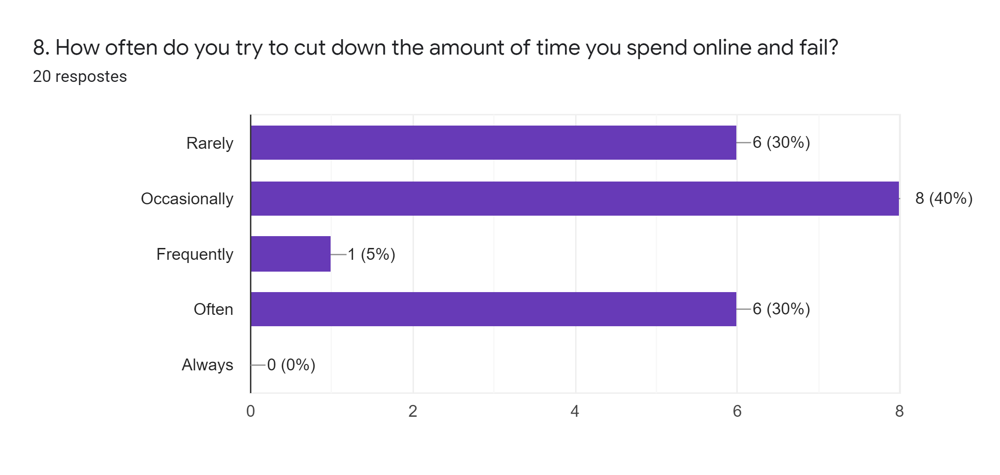 8. How often do you try to cut down the amount of time you spend online and fail?
20 respostes
Rarely 6 (30%)
Occasionally 8 (40%)
Frequently 1 (5%)
Often 6 (30%)
Always 0 (0%)
0 2 4 6 8